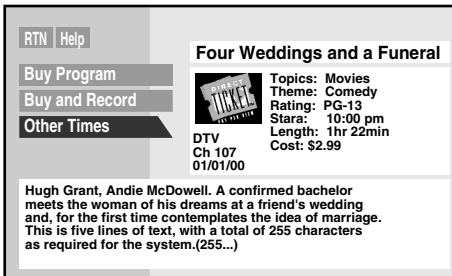 RTN Help
Four Weddings and a Funeral
Buy Program
Buy and Record
Other Times
DIRECT
TICKET
PAY PER VIEW
DTV
Ch 107
01/01/00
Topics: Movies
Theme: Comedy
Rating: PG-13
Stara: 10:00 pm
Length: 1hr 22min
Cost: $2.99
Hugh Grant, Andie McDowell. A confirmed bachelor
meets the woman of his dreams at a friend's wedding
and, for the first time contemplates the idea of marriage.
This is five lines of text, with a total of 255 characters
as required for the system.(255...)